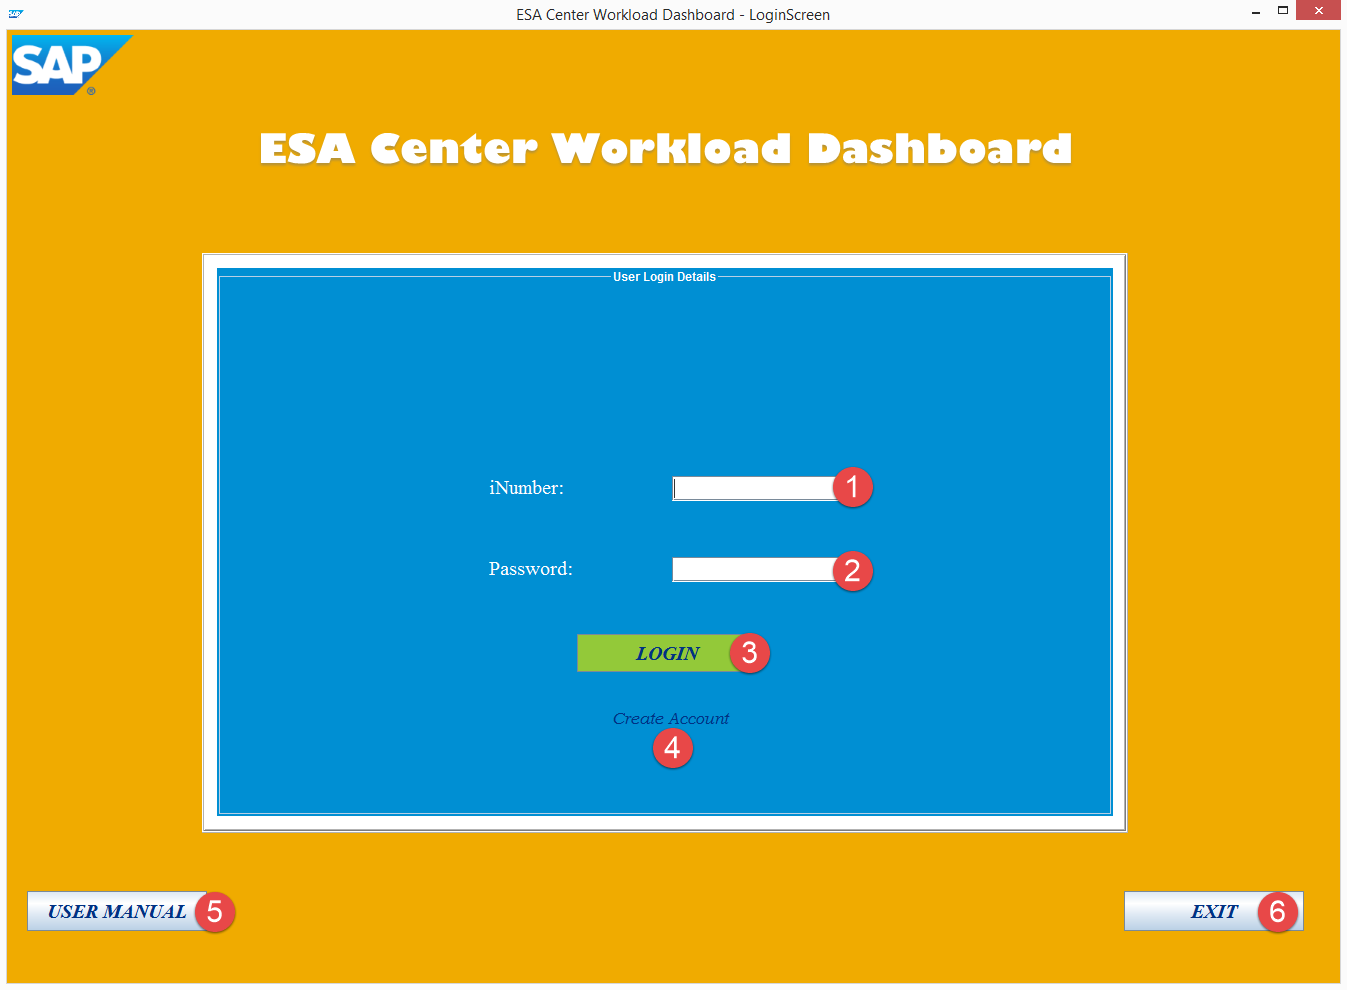 SAP
ESA Center Workload Dashboard - LoginScreen
SAP ®
ESA Center Workload Dashboard
User Login Details
iNumber: 1
Password: 2
LOGIN 3
Create Account
4
USER MANUAL 5
EXIT 6